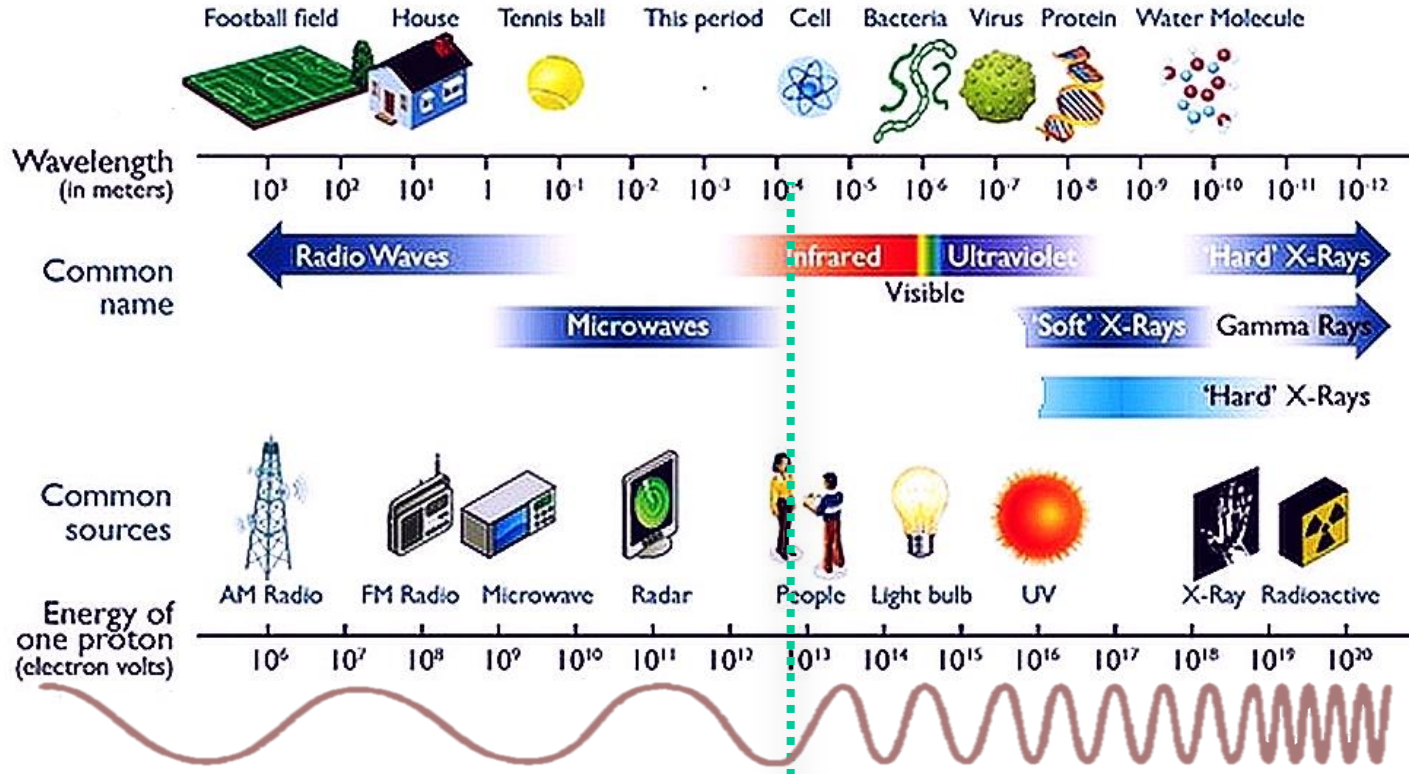 Football field House Tennis ball This period Cell Bacteria Virus Protein Water Molecule
Wavelength
(in meters)
10³ 10² 10¹ 1 10⁻¹ 10⁻² 10⁻³ 10⁻⁴ 10⁻⁵ 10⁻⁶ 10⁻⁷ 10⁻⁸ 10⁻⁹ 10⁻¹⁰ 10⁻¹¹ 10⁻¹²
Common
name
Radio Waves Infrared Ultraviolet 'Hard' X-Rays
Visible
Microwaves 'Soft' X-Rays Gamma Rays
'Hard' X-Rays
Common
sources
AM Radio FM Radio Microwave Radar People Light bulb UV X-Ray Radioactive
Energy of
one proton
(electron volts)
10⁶ 10⁷ 10⁸ 10⁹ 10¹⁰ 10¹¹ 10¹² 10¹³ 10¹⁴ 10¹⁵ 10¹⁶ 10¹⁷ 10¹⁸ 10¹⁹ 10²⁰